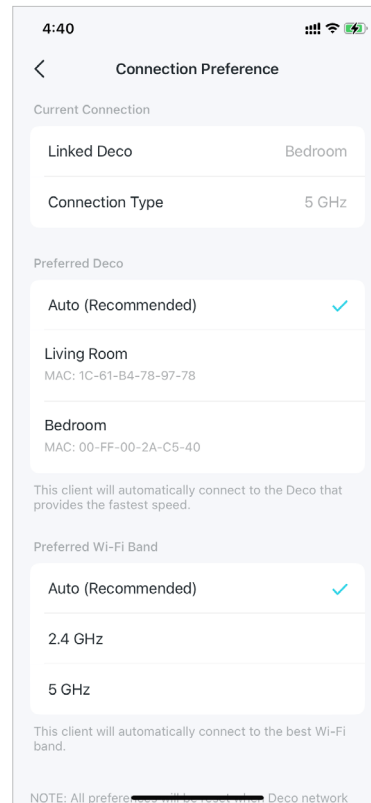 4:40
Connection Preference
Current Connection
Linked Deco Bedroom
Connection Type 5 GHz
Preferred Deco
Auto (Recommended)
Living Room
MAC: 1C-61-B4-78-97-78
Bedroom
MAC: 00-FF-00-2A-C5-40
This client will automatically connect to the Deco that
provides the fastest speed.
Preferred Wi-Fi Band
Auto (Recommended)
2.4 GHz
5 GHz
This client will automatically connect to the best Wi-Fi
band.
NOTE: All preferences will be reset when Deco network